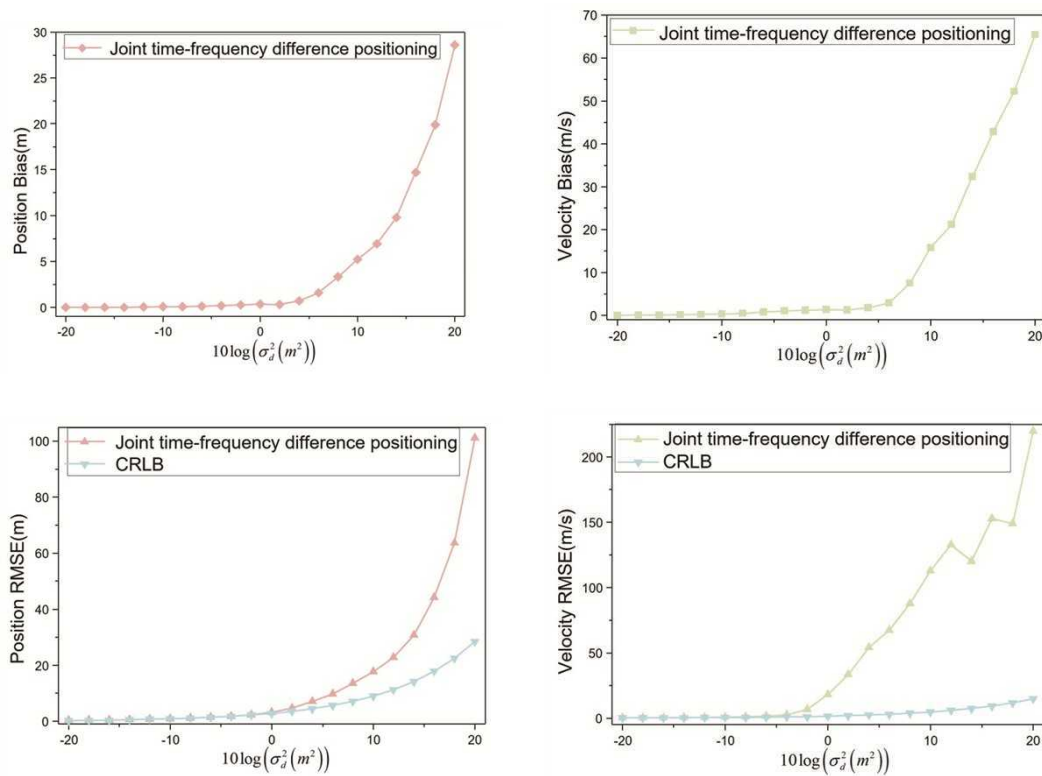 Joint time-frequency difference positioning
Position Bias(m)
30
25
20
15
10
5
0
-20 -10 0 10 20
10log(σ_d^2(m^2))
Joint time-frequency difference positioning
Velocity Bias(m/s)
70
60
50
40
30
20
10
0
-20 -10 0 10 20
10log(σ_d^2(m^2))
Joint time-frequency difference positioning
CRLB
Position RMSE(m)
100
80
60
40
20
0
-20 -10 0 10 20
10log(σ_d^2(m^2))
Joint time-frequency difference positioning
CRLB
Velocity RMSE(m/s)
200
150
100
50
0
-20 -10 0 10 20
10log(σ_d^2(m^2))